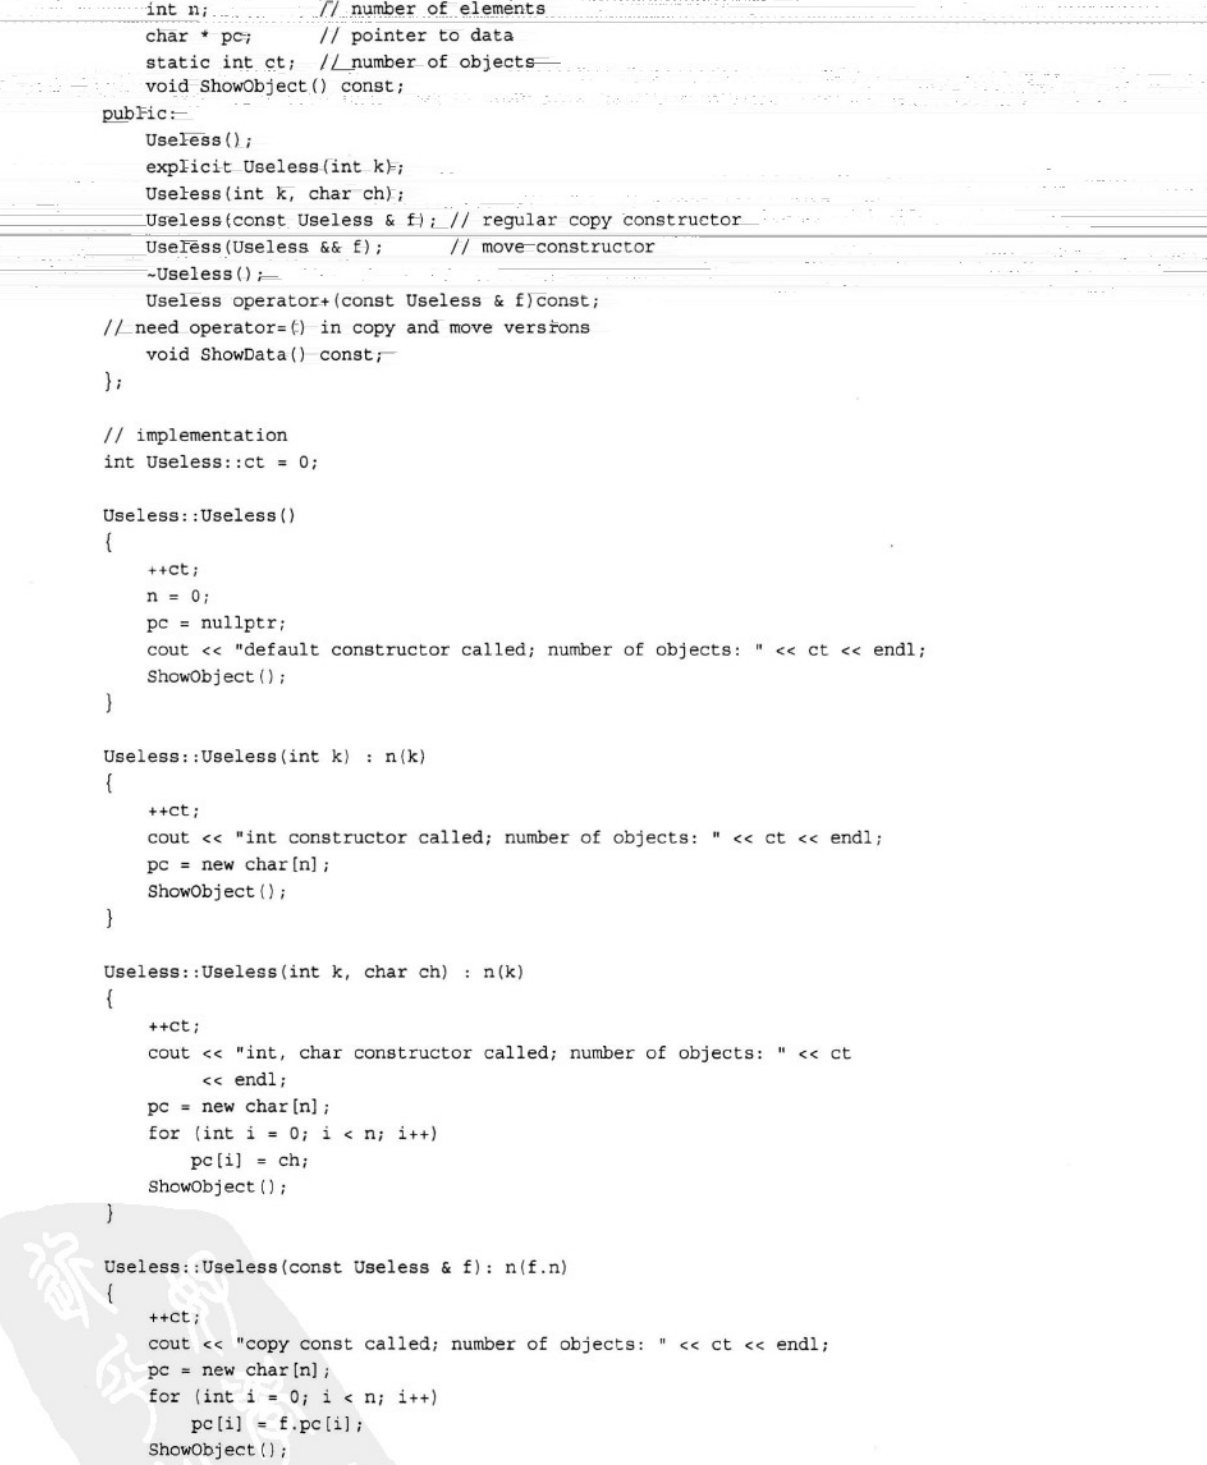 int n;          // number of elements
    char * pc;      // pointer to data
    static int ct;  // number of objects
    void ShowObject() const;
public:
    Useless();
    explicit Useless(int k);
    Useless(int k, char ch);
    Useless(const Useless & f); // regular copy constructor
    Useless(Useless && f);      // move constructor
    ~Useless();
    Useless operator+(const Useless & f)const;
// need operator=() in copy and move versions
    void ShowData() const;
};

// implementation
int Useless::ct = 0;

Useless::Useless()
{
    ++ct;
    n = 0;
    pc = nullptr;
    cout << "default constructor called; number of objects: " << ct << endl;
    ShowObject();
}

Useless::Useless(int k) : n(k)
{
    ++ct;
    cout << "int constructor called; number of objects: " << ct << endl;
    pc = new char[n];
    ShowObject();
}

Useless::Useless(int k, char ch) : n(k)
{
    ++ct;
    cout << "int, char constructor called; number of objects: " << ct
         << endl;
    pc = new char[n];
    for (int i = 0; i < n; i++)
        pc[i] = ch;
    ShowObject();
}

Useless::Useless(const Useless & f): n(f.n)
{
    ++ct;
    cout << "copy const called; number of objects: " << ct << endl;
    pc = new char[n];
    for (int i = 0; i < n; i++)
        pc[i] = f.pc[i];
    ShowObject();